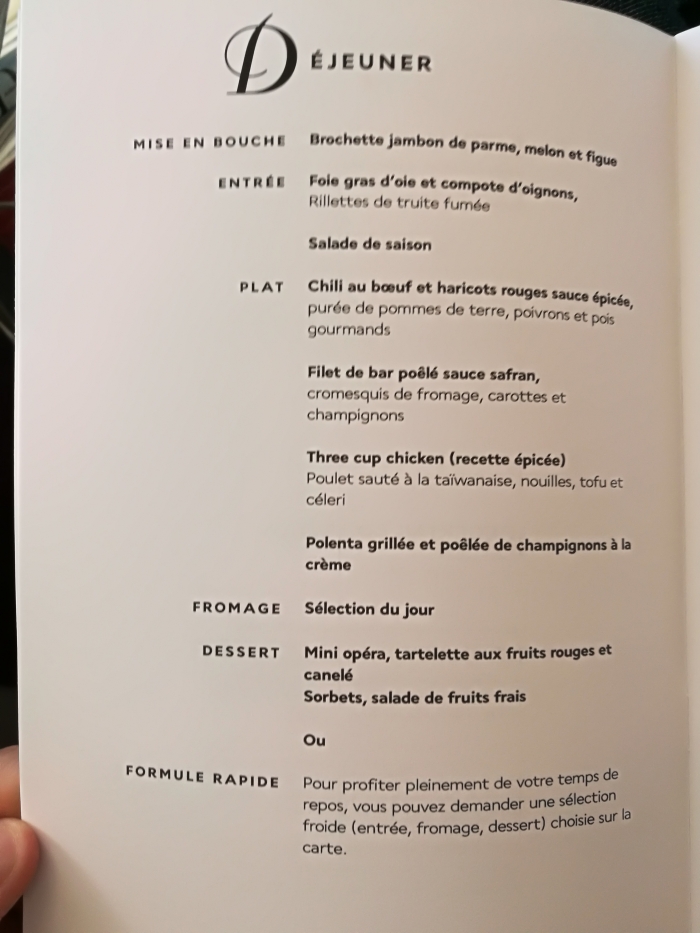 DÉJEUNER
MISE EN BOUCHE Brochette jambon de parme, melon et figue
ENTRÉE Foie gras d'oie et compote d'oignons,
Rillettes de truite fumée
Salade de saison
PLAT Chili au bœuf et haricots rouges sauce épicée,
purée de pommes de terre, poivrons et pois
gourmands
Filet de bar poêlé sauce safran,
cromesquis de fromage, carottes et
champignons
Three cup chicken (recette épicée)
Poulet sauté à la taïwanaise, nouilles, tofu et
céleri
Polenta grillée et poêlée de champignons à la
crème
FROMAGE Sélection du jour
DESSERT Mini opéra, tartelette aux fruits rouges et
canelé
Sorbets, salade de fruits frais
Ou
FORMULE RAPIDE Pour profiter pleinement de votre temps de
repos, vous pouvez demander une sélection
froide (entrée, fromage, dessert) choisie sur la
carte.